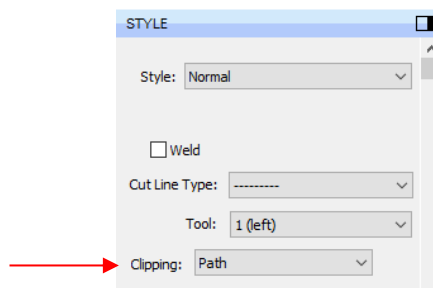 STYLE
Style: Normal
Weld
Cut Line Type: ---------
Tool: 1 (left)
Clipping: Path